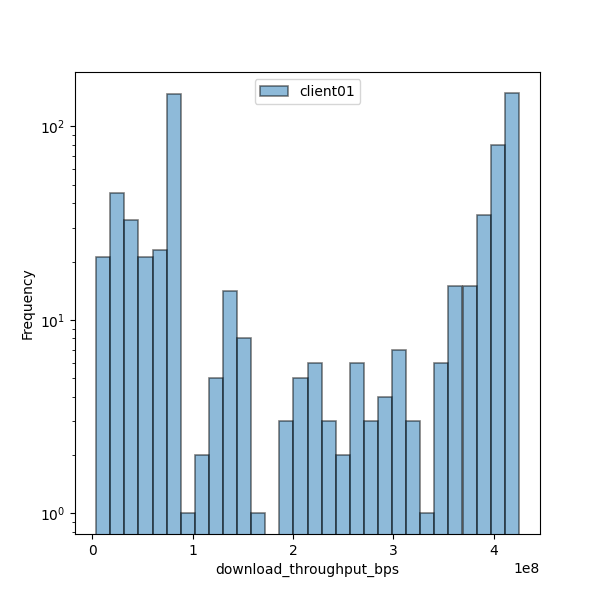 client01
10²
10¹
10⁰
Frequency
0
1
2
3
4
1e8
download_throughput_bps